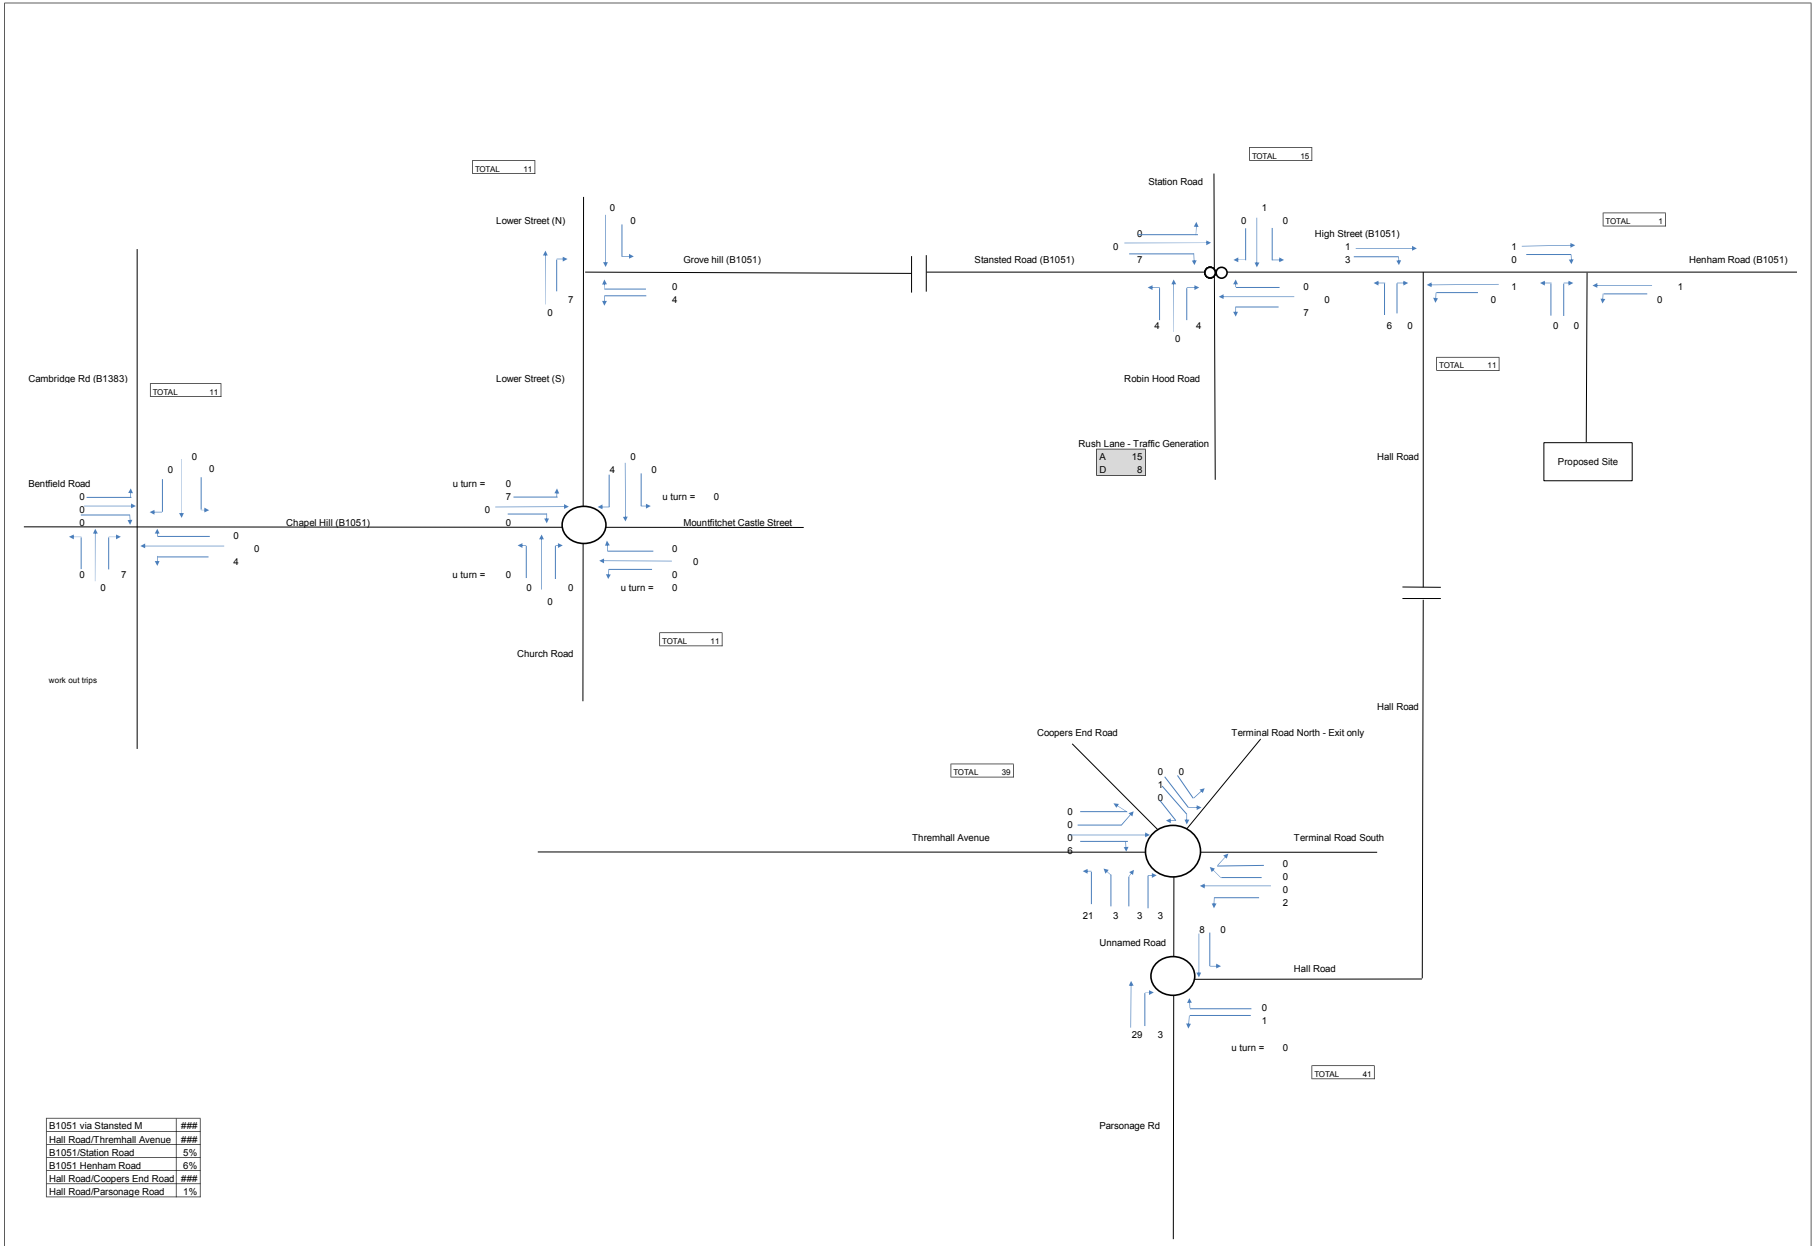 TOTAL 15
TOTAL 11
Station Road
0
0
1
Lower Street (N)
0
0
0
TOTAL 1
0
High Street (B1051)
0
1
1
Grove hill (B1051)
7
Stansted Road (B1051)
3
0
Henham Road (B1051)
0
0
1
1
7
4
0
0
0
0
7
4
4
6 0
0 0
0
TOTAL 11
Cambridge Rd (B1383)
Lower Street (S)
Robin Hood Road
TOTAL 11
Rush Lane - Traffic Generation
A 15
D 8
Hall Road
Proposed Site
0
0
0
Bentfield Road
0
0
0
0
4
0
u turn = 0
7
0
0
u turn = 0
Chapel Hill (B1051)
Mountfitchet Castle Street
0
0
4
0
7
0
0
0
0
u turn = 0
0
0
0
u turn = 0
TOTAL 11
Church Road
work out trips
Hall Road
Coopers End Road
Terminal Road North - Exit only
TOTAL 39
0 0
1
0
0
0
0
6
Thremhall Avenue
Terminal Road South
0
0
0
2
21 3 3 3
8 0
Unnamed Road
Hall Road
0
1
29 3
u turn = 0
TOTAL 41
Parsonage Rd
B1051 via Stansted M ###
Hall Road/Thremhall Avenue ###
B1051/Station Road 5%
B1051 Henham Road 6%
Hall Road/Coopers End Road ###
Hall Road/Parsonage Road 1%